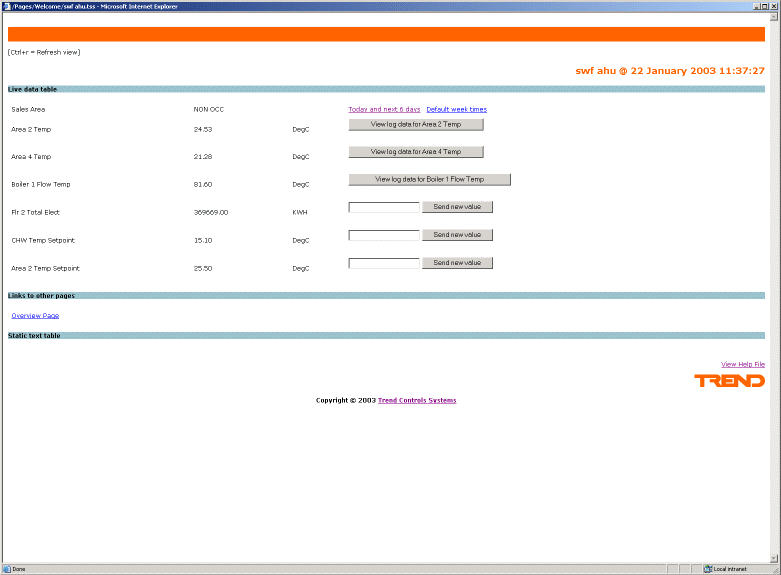 /Pages/Welcome/swf ahu.tss - Microsoft Internet Explorer
[Ctrl+r = Refresh view]
swf ahu @ 22 January 2003 11:37:27
Live data table
Sales Area NON OCC Today and next 6 days Default week times
Area 2 Temp 24.53 DegC View log data for Area 2 Temp
Area 4 Temp 21.28 DegC View log data for Area 4 Temp
Boiler 1 Flow Temp 81.60 DegC View log data for Boiler 1 Flow Temp
Flr 2 Total Elect 369669.00 KWH Send new value
CHW Temp Setpoint 15.10 DegC Send new value
Area 2 Temp Setpoint 25.50 DegC Send new value
Links to other pages
Overview Page
Static text table
View Help File
TREND
Copyright © 2003 Trend Controls Systems
Done Local intranet